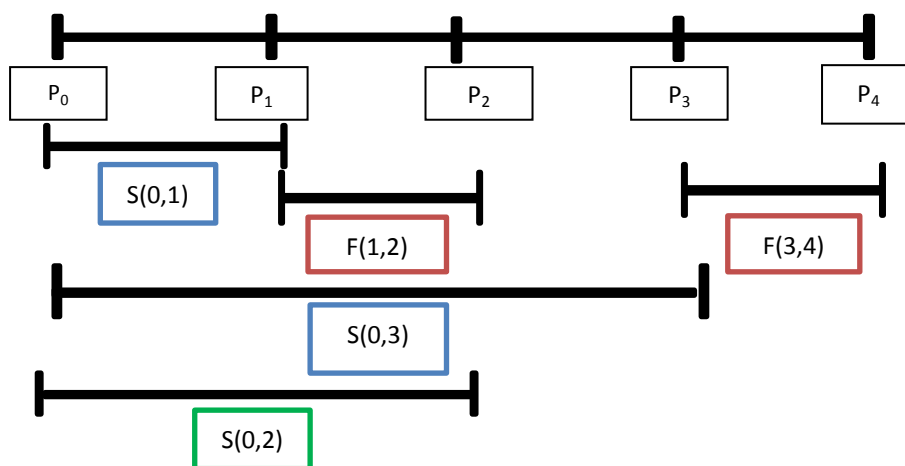 P₀ P₁ P₂ P₃ P₄
S(0,1)
F(1,2) F(3,4)
S(0,3)
S(0,2)